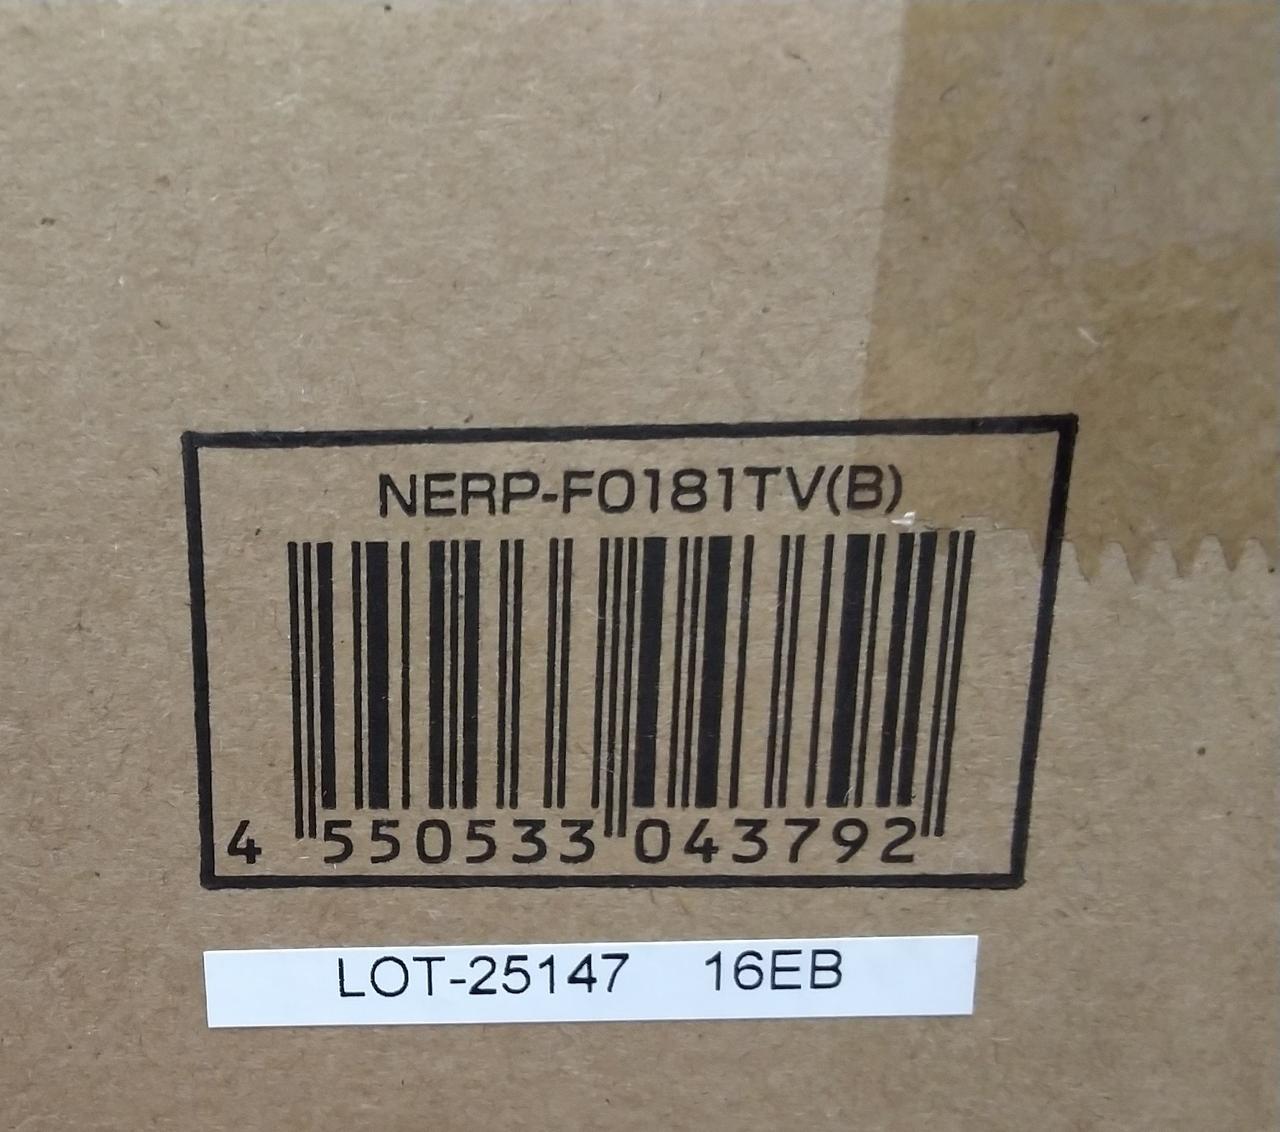 NERP-F0181TV(B)
4 550533 043792
LOT-25147 16EB